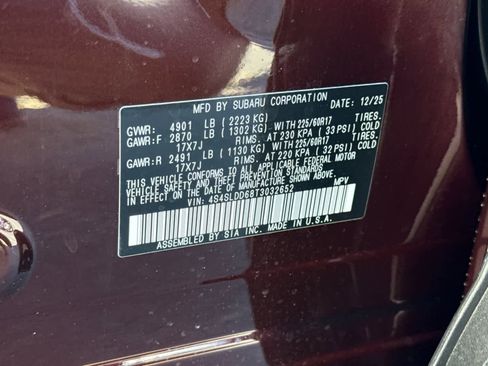 MFD BY SUBARU CORPORATION DATE: 12/25
GVWR: 4901 LB (2223 KG)
GAWR:F 2870 LB (1302 KG) WITH 225/60R17 TIRES.
17X7J RIMS. AT 230 KPA (33 PSI) COLD
GAWR:R 2491 LB (1130 KG) WITH 225/60R17 TIRES.
17X7J RIMS. AT 220 KPA (32 PSI) COLD
THIS VEHICLE CONFORMS TO ALL APPLICABLE FEDERAL MOTOR
VEHICLE SAFETY AND THEFT PREVENTION STANDARDS IN
EFFECT ON THE DATE OF MANUFACTURE SHOWN ABOVE.
VIN: 4S4SLDD68T3032652 MPV
ASSEMBLED BY SIA INC. MADE IN U.S.A.